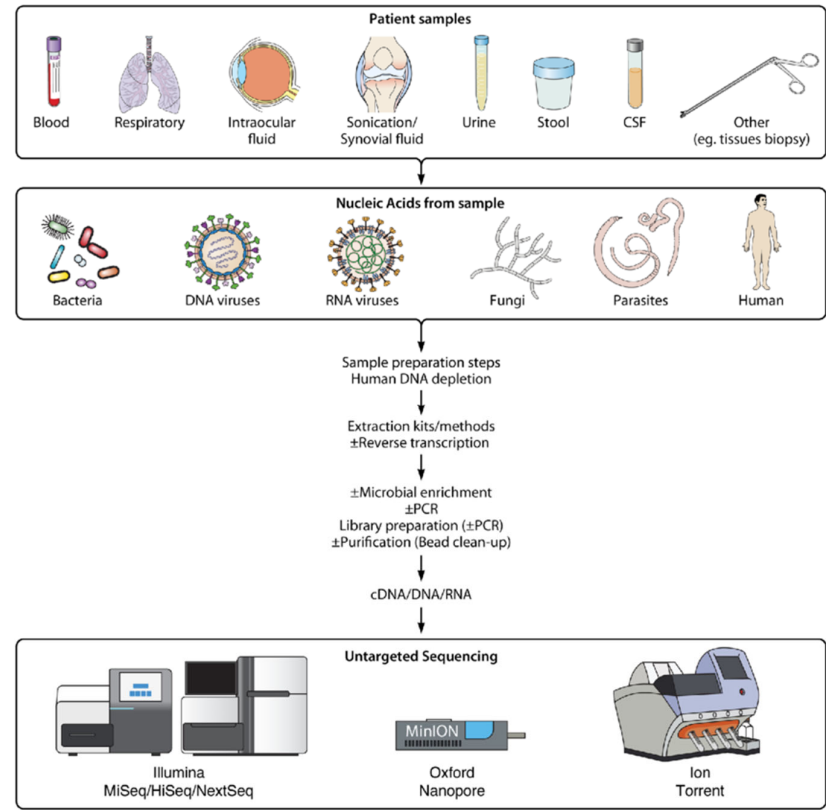 Patient samples
Blood
Respiratory
Intraocular
fluid
Sonication/
Synovial fluid
Urine
Stool
CSF
Other
(eg. tissues biopsy)
Nucleic Acids from sample
Bacteria
DNA viruses
RNA viruses
Fungi
Parasites
Human
Sample preparation steps
Human DNA depletion
Extraction kits/methods
±Reverse transcription
±Microbial enrichment
±PCR
Library preparation (±PCR)
±Purification (Bead clean-up)
cDNA/DNA/RNA
Untargeted Sequencing
MinION
Illumina
MiSeq/HiSeq/NextSeq
Oxford
Nanopore
Ion
Torrent